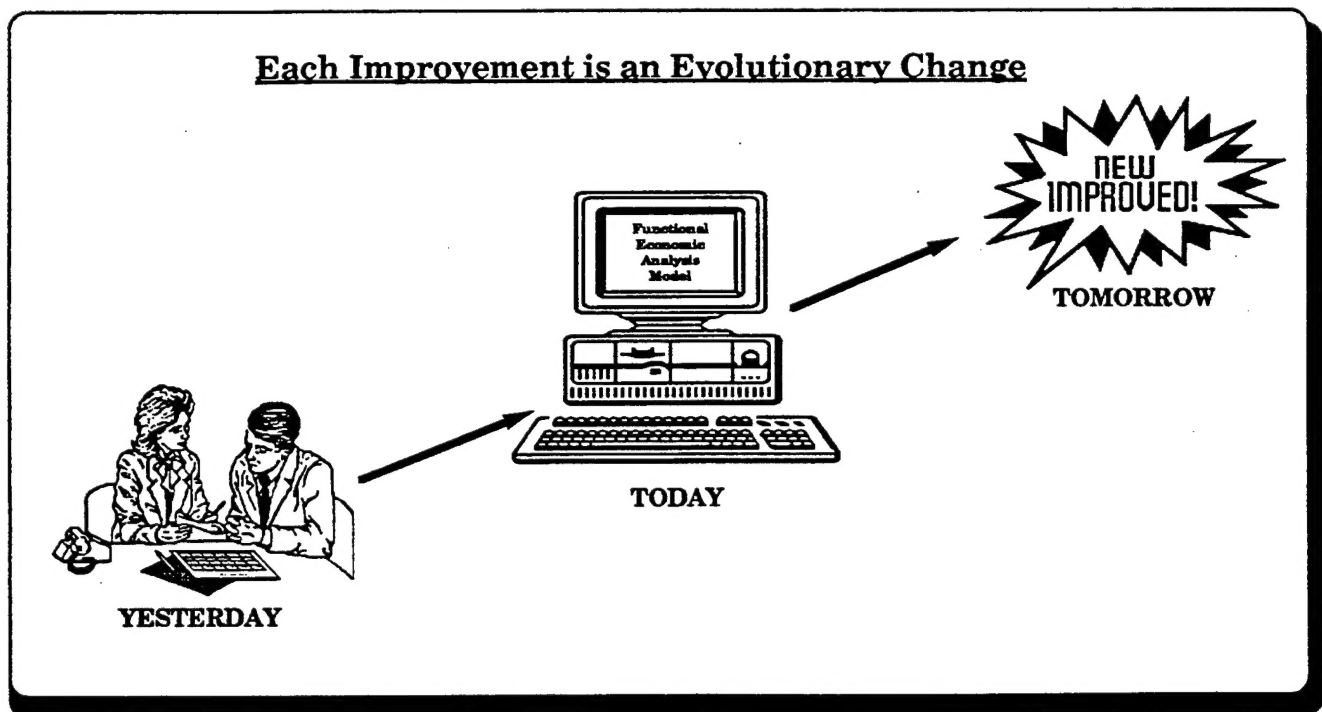 Each Improvement is an Evolutionary Change
NEW
IMPROVED!
TOMORROW
Functional
Economic
Analysis
Model
TODAY
YESTERDAY